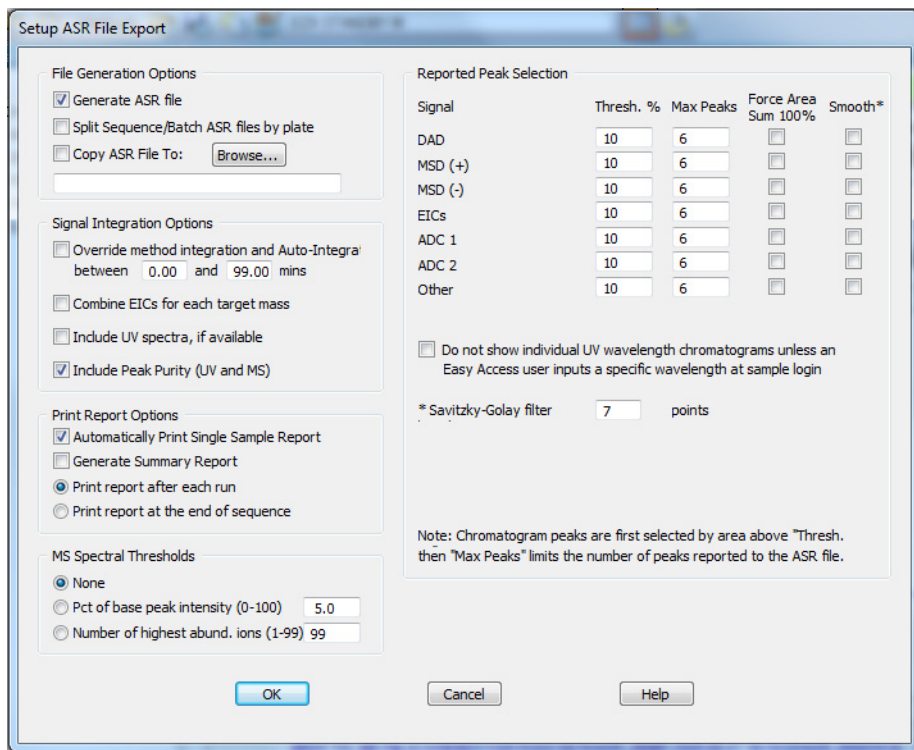 Setup ASR File Export
File Generation Options
Generate ASR file
Split Sequence/Batch ASR files by plate
Copy ASR File To: Browse...
Signal Integration Options
Override method integration and Auto-Integrat
between 0.00 and 99.00 mins
Combine EICs for each target mass
Include UV spectra, if available
Include Peak Purity (UV and MS)
Print Report Options
Automatically Print Single Sample Report
Generate Summary Report
Print report after each run
Print report at the end of sequence
MS Spectral Thresholds
None
Pct of base peak intensity (0-100) 5.0
Number of highest abund. ions (1-99) 99
Reported Peak Selection
Signal Thresh. % Max Peaks Force Area Sum 100% Smooth*
DAD 10 6
MSD (+) 10 6
MSD (-) 10 6
EICs 10 6
ADC 1 10 6
ADC 2 10 6
Other 10 6
Do not show individual UV wavelength chromatograms unless an
Easy Access user inputs a specific wavelength at sample login
* Savitzky-Golay filter 7 points
Note: Chromatogram peaks are first selected by area above "Thresh.
then "Max Peaks" limits the number of peaks reported to the ASR file.
OK Cancel Help